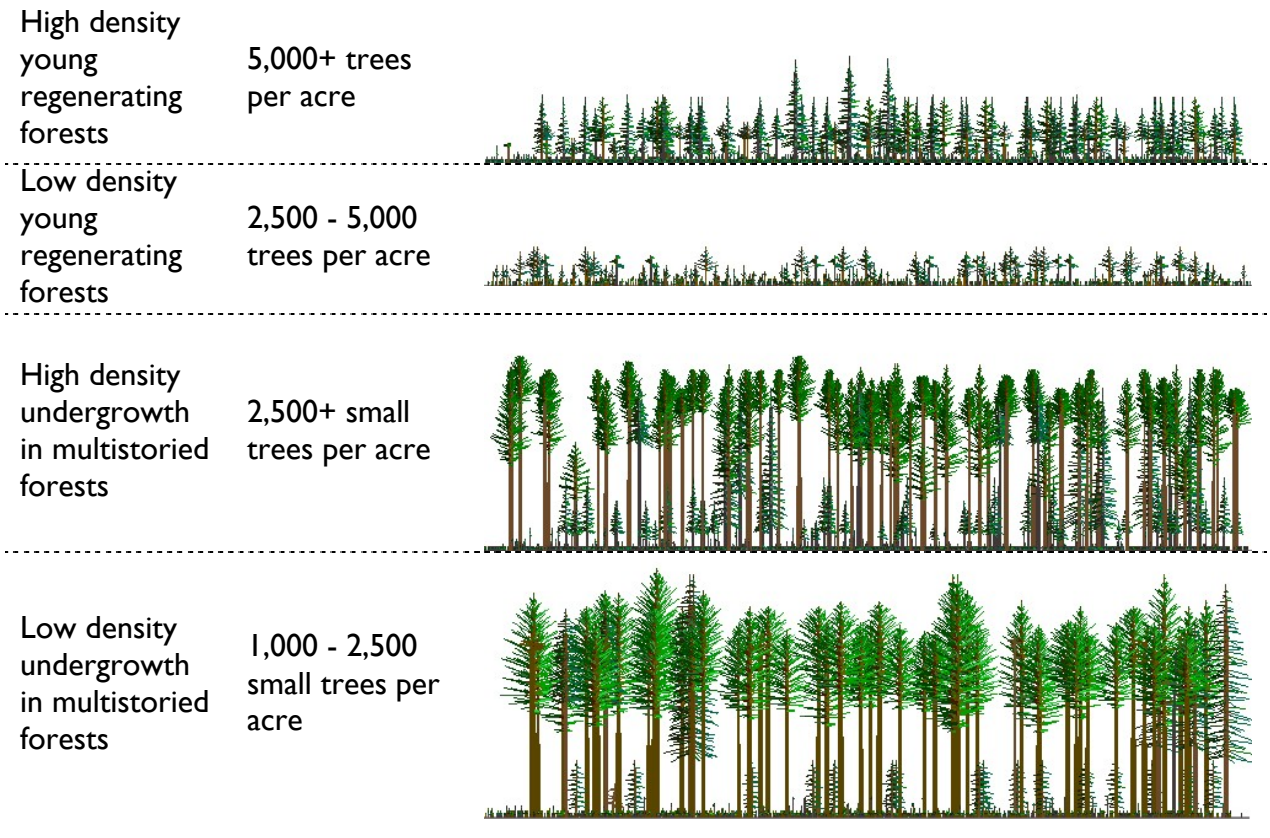 High density
young
regenerating
forests
5,000+ trees
per acre
Low density
young
regenerating
forests
2,500 - 5,000
trees per acre
High density
undergrowth
in multistoried
forests
2,500+ small
trees per acre
Low density
undergrowth
in multistoried
forests
1,000 - 2,500
small trees per
acre